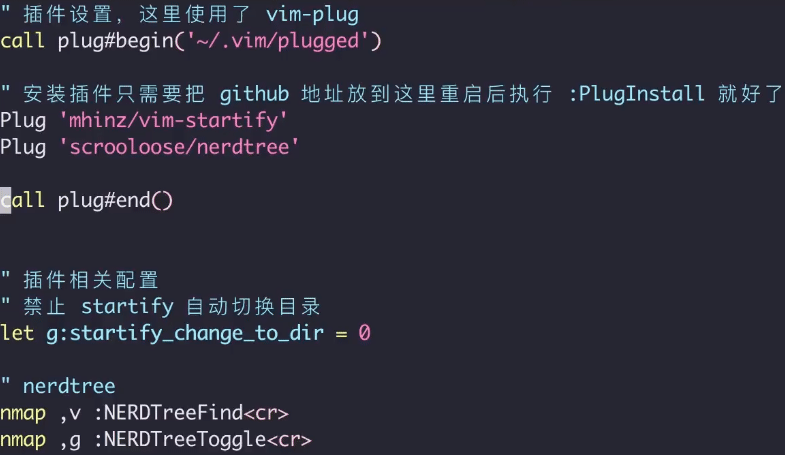 " 插件设置，这里使用了 vim-plug
call plug#begin('~/.vim/plugged')
" 安装插件只需要把 github 地址放到这里重启后执行 :PlugInstall 就好了
Plug 'mhinz/vim-startify'
Plug 'scrooloose/nerdtree'
call plug#end()
" 插件相关配置
" 禁止 startify 自动切换目录
let g:startify_change_to_dir = 0
" nerdtree
nmap ,v :NERDTreeFind<cr>
nmap ,g :NERDTreeToggle<cr>